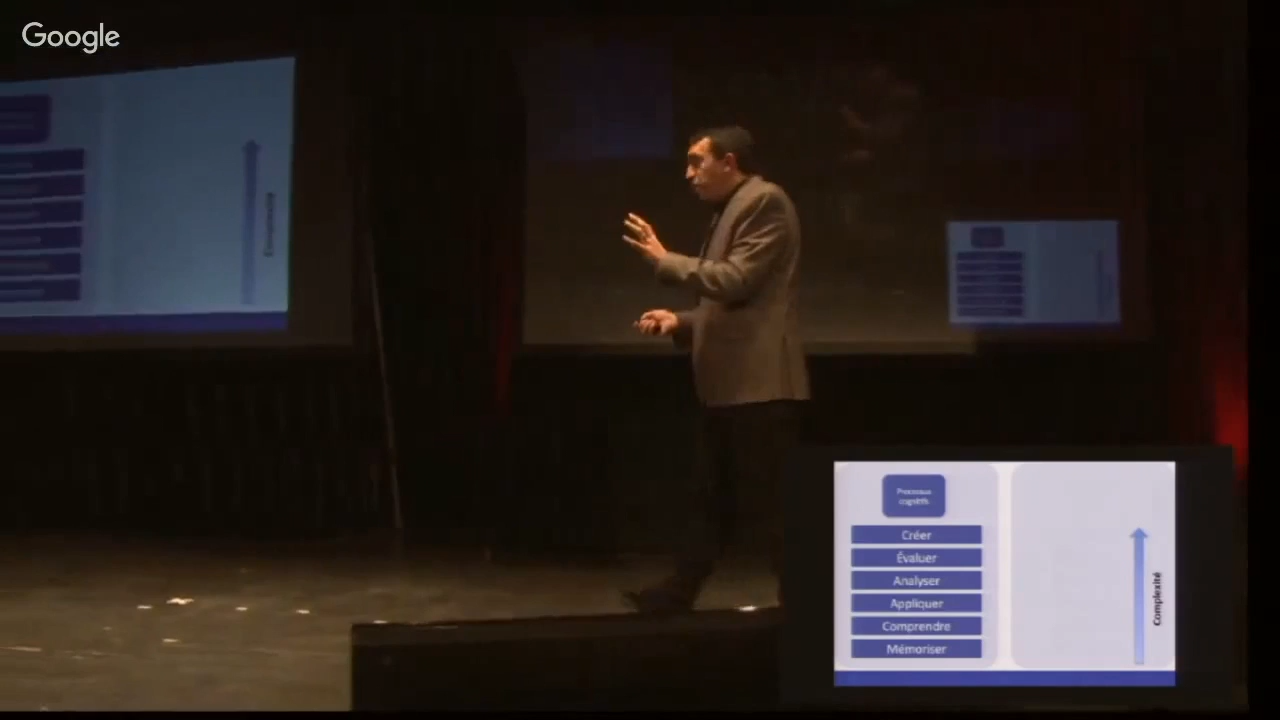 Google
Processus
cognitifs
Créer
Évaluer
Analyser
Appliquer
Comprendre
Mémoriser
Complexité